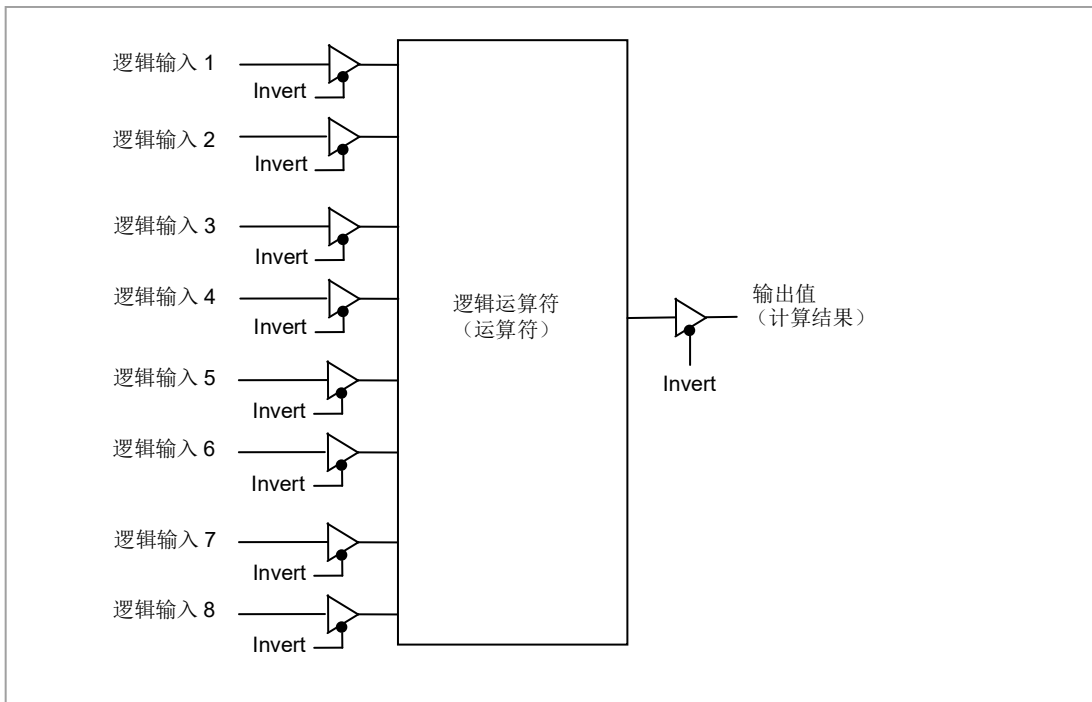 逻辑输入 1
Invert
逻辑输入 2
Invert
逻辑输入 3
Invert
逻辑输入 4
Invert
逻辑输入 5
Invert
逻辑输入 6
Invert
逻辑输入 7
Invert
逻辑输入 8
Invert
逻辑运算符
（运算符）
输出值
（计算结果）
Invert